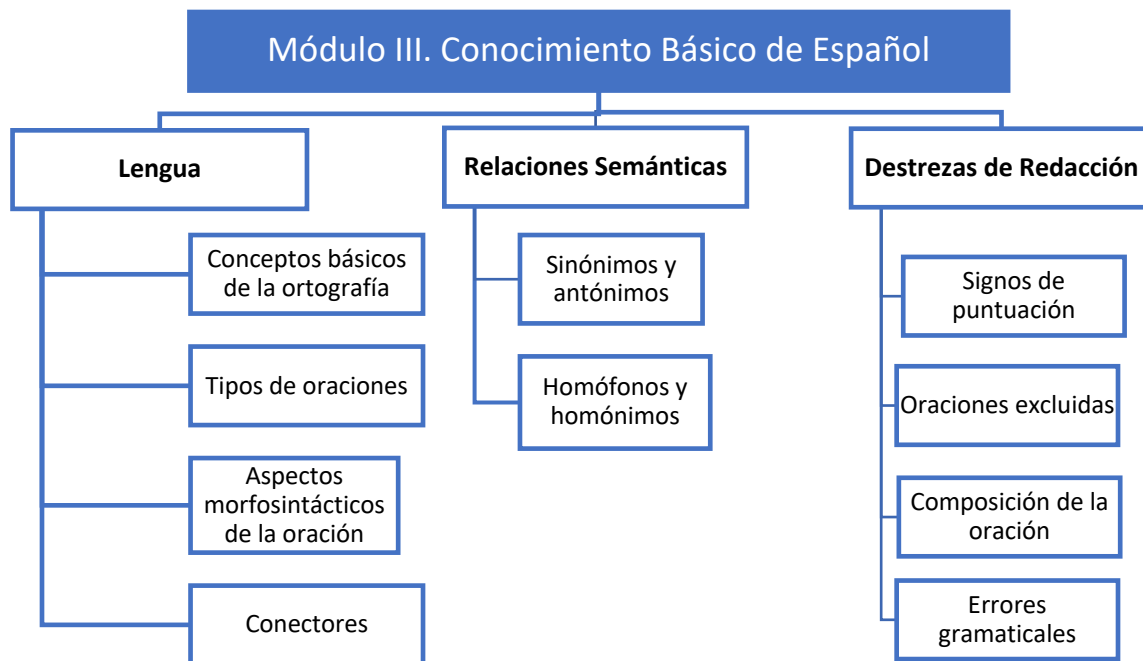 Módulo III. Conocimiento Básico de Español
Lengua
Conceptos básicos
de la ortografía
Tipos de oraciones
Aspectos
morfosintácticos
de la oración
Conectores
Relaciones Semánticas
Sinónimos y
antónimos
Homófonos y
homónimos
Destrezas de Redacción
Signos de
puntuación
Oraciones excluidas
Composición de la
oración
Errores
gramaticales